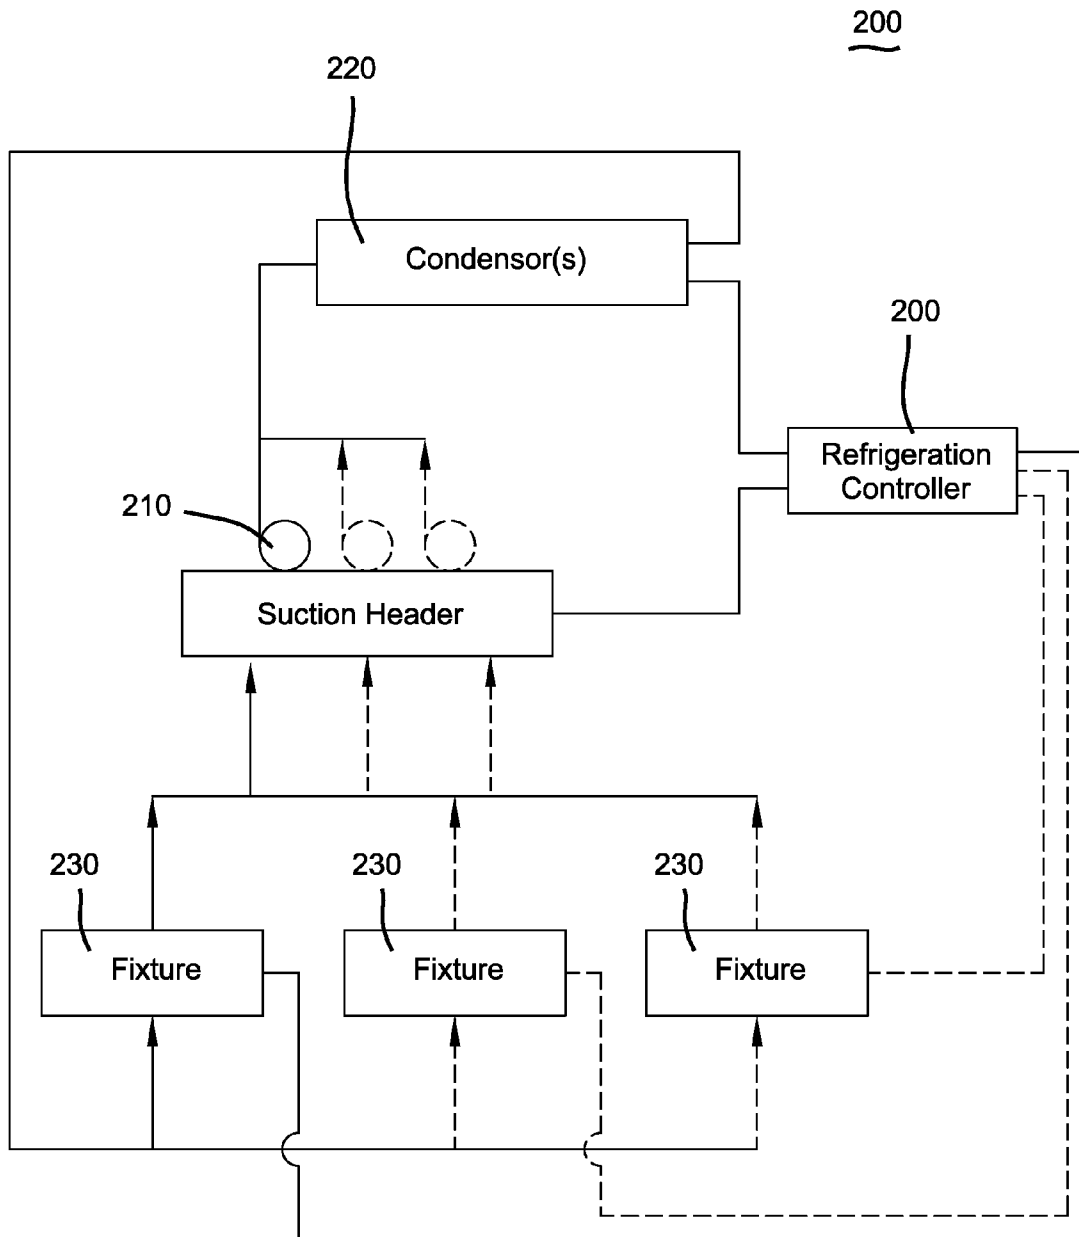 200
220
Condensor(s)
200
Refrigeration
Controller
210
Suction Header
230
230
230
Fixture
Fixture
Fixture